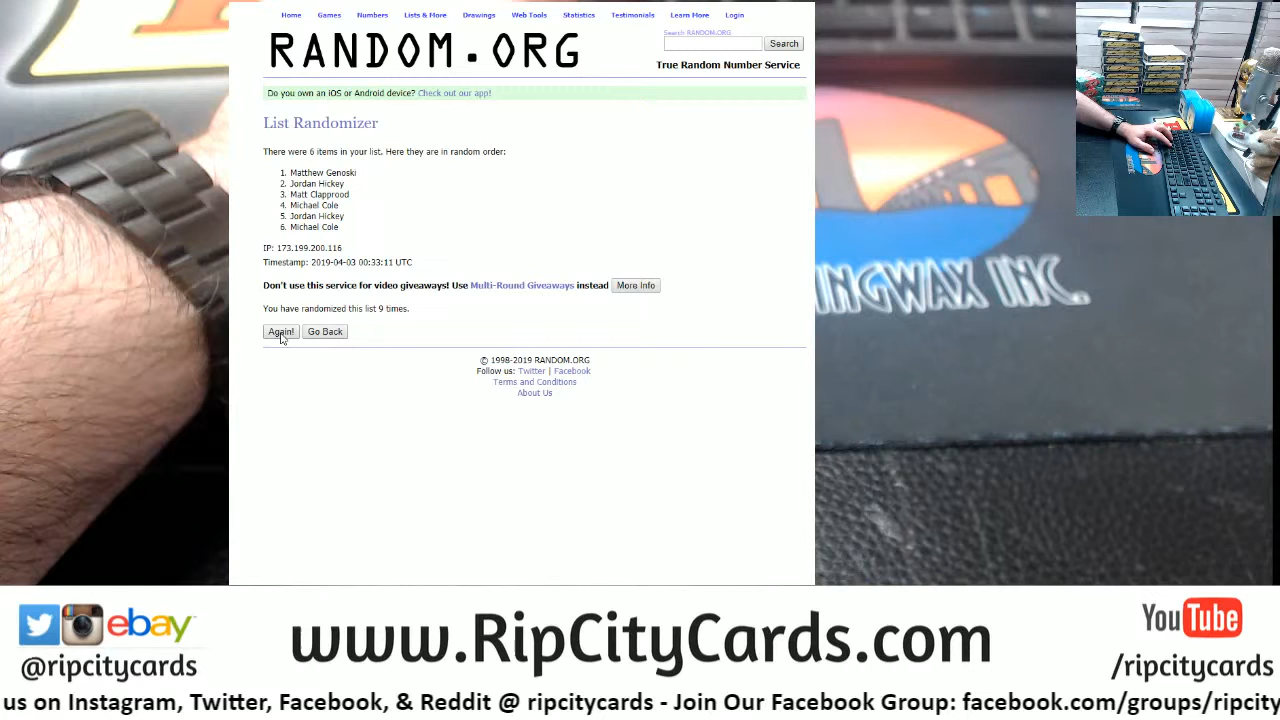 Home Games Numbers Lists & More Drawings Web Tools Statistics Testimonials Learn More Login
RANDOM.ORG
Search RANDOM.ORG
Search
True Random Number Service
Do you own an iOS or Android device? Check out our app!
List Randomizer
There were 6 items in your list. Here they are in random order:
1. Matthew Genoski
2. Jordan Hickey
3. Matt Clapprood
4. Michael Cole
5. Jordan Hickey
6. Michael Cole
IP: 173.199.200.116
Timestamp: 2019-04-03 00:33:11 UTC
Don't use this service for video giveaways! Use Multi-Round Giveaways instead More Info
You have randomized this list 9 times.
Again! Go Back
© 1998-2019 RANDOM.ORG
Follow us: Twitter | Facebook
Terms and Conditions
About Us
INGWAX INC.
ebay
@ripcitycards
www.RipCityCards.com
YouTube
/ripcitycards
us on Instagram, Twitter, Facebook, & Reddit @ ripcitycards - Join Our Facebook Group: facebook.com/groups/ripcity